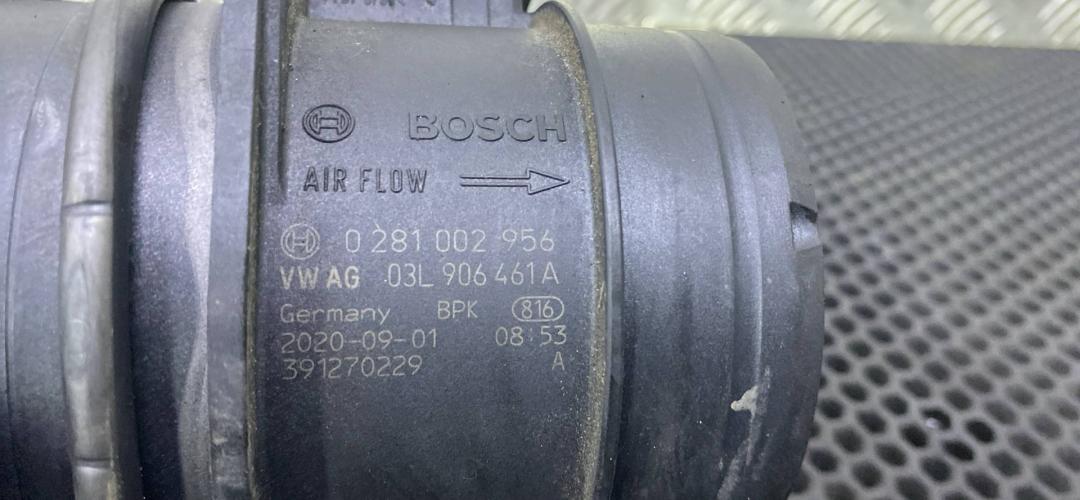 BOSCH
AIR FLOW
0 281 002 956
VW AG 03L 906 461 A
Germany BPK 816
2020-09-01 08:53
391270229 A